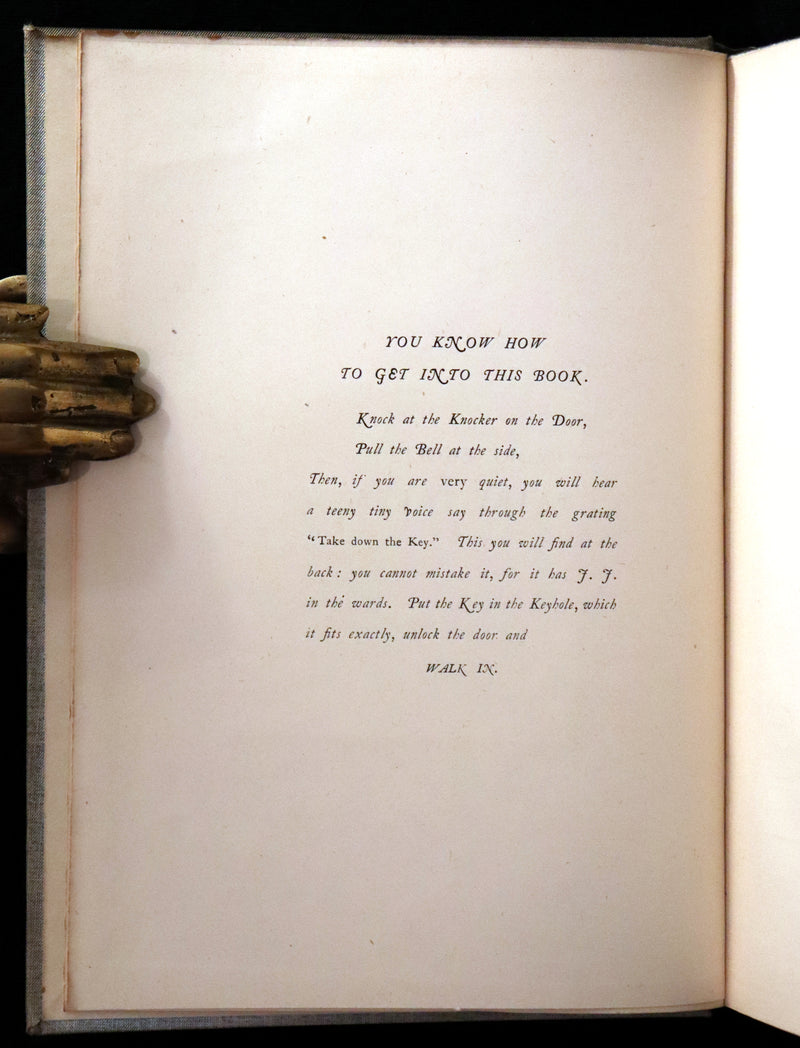 YOU KNOW HOW
TO GET INTO THIS BOOK.
Knock at the Knocker on the Door,
Pull the Bell at the side,
Then, if you are very quiet, you will hear
a teeny tiny voice say through the grating
“Take down the Key.” This you will find at the
back: you cannot mistake it, for it has J. J.
in the wards. Put the Key in the Keyhole, which
it fits exactly, unlock the door and
WALK IN.